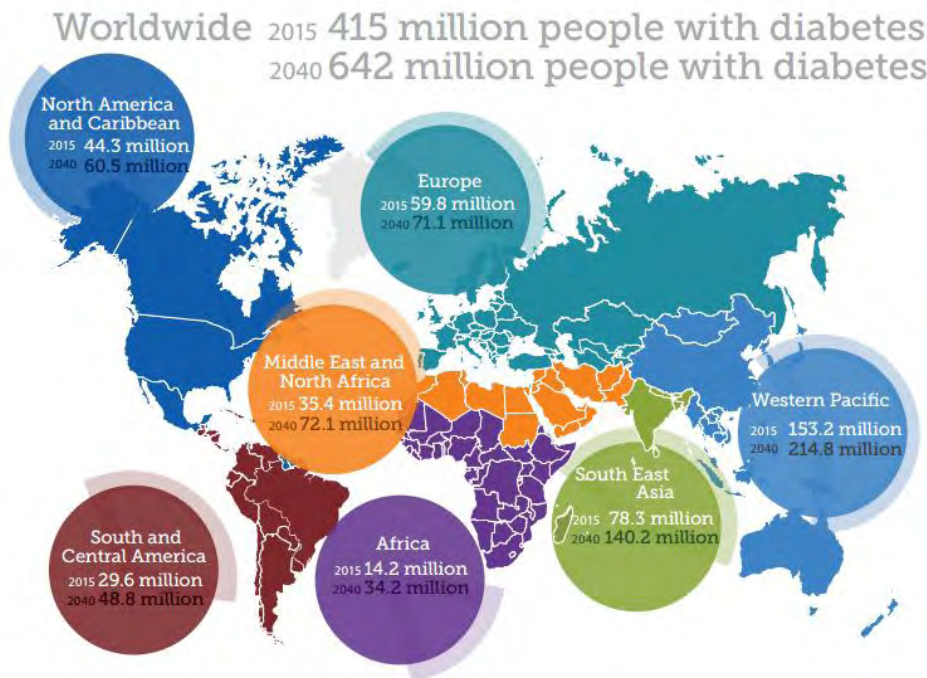 Worldwide 2015 415 million people with diabetes
2040 642 million people with diabetes
North America
and Caribbean
2015 44.3 million
2040 60.5 million
Europe
2015 59.8 million
2040 71.1 million
Middle East and
North Africa
2015 35.4 million
2040 72.1 million
Western Pacific
2015 153.2 million
2040 214.8 million
South East
Asia
2015 78.3 million
2040 140.2 million
South and
Central America
2015 29.6 million
2040 48.8 million
Africa
2015 14.2 million
2040 34.2 million